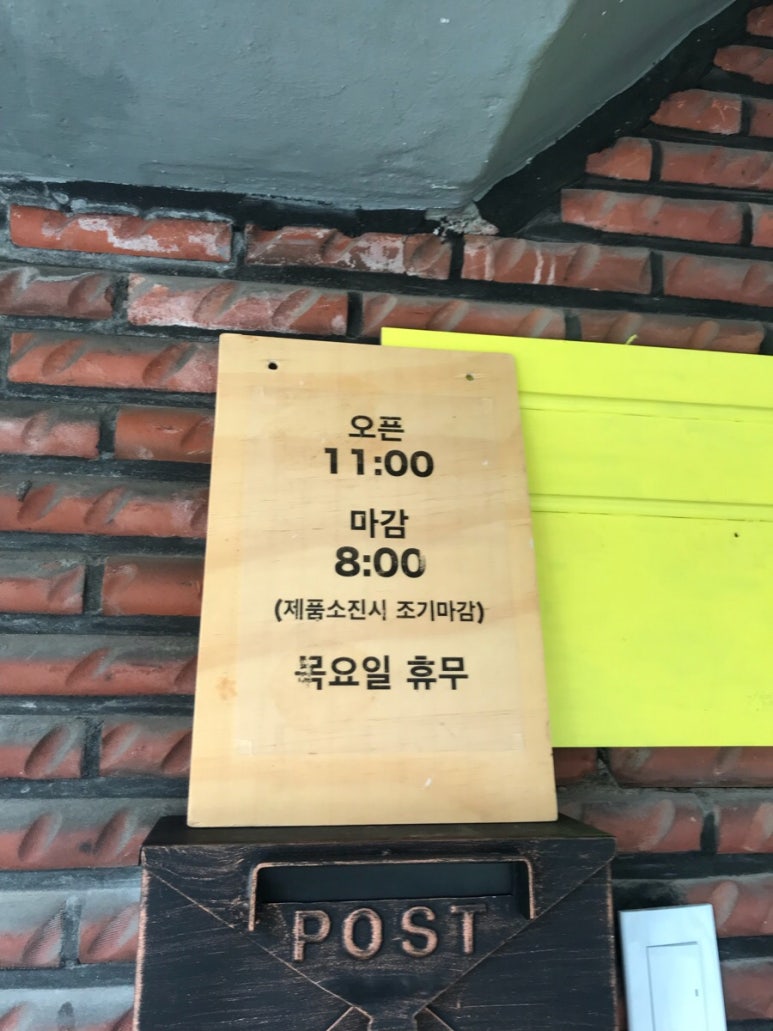 오픈
11:00
마감
8:00
(제품소진시 조기마감)
목요일 휴무
POST